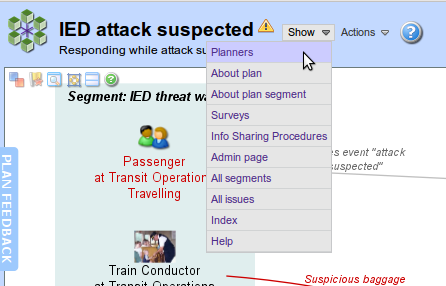 IED attack suspected
Show
Actions
Responding while attack su
Planners
About plan
About plan segment
Surveys
Info Sharing Procedures
Admin page
All segments
All issues
Index
Help
Segment: IED threat wa
Passenger
at Transit Operation
Travelling
es event "attack
suspected"
Train Conductor
at Transit Operations
Suspicious baggage
PLAN FEEDBACK